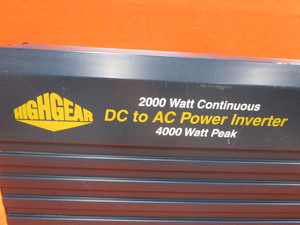 HIGHGEAR
2000 Watt Continuous
DC to AC Power Inverter
4000 Watt Peak